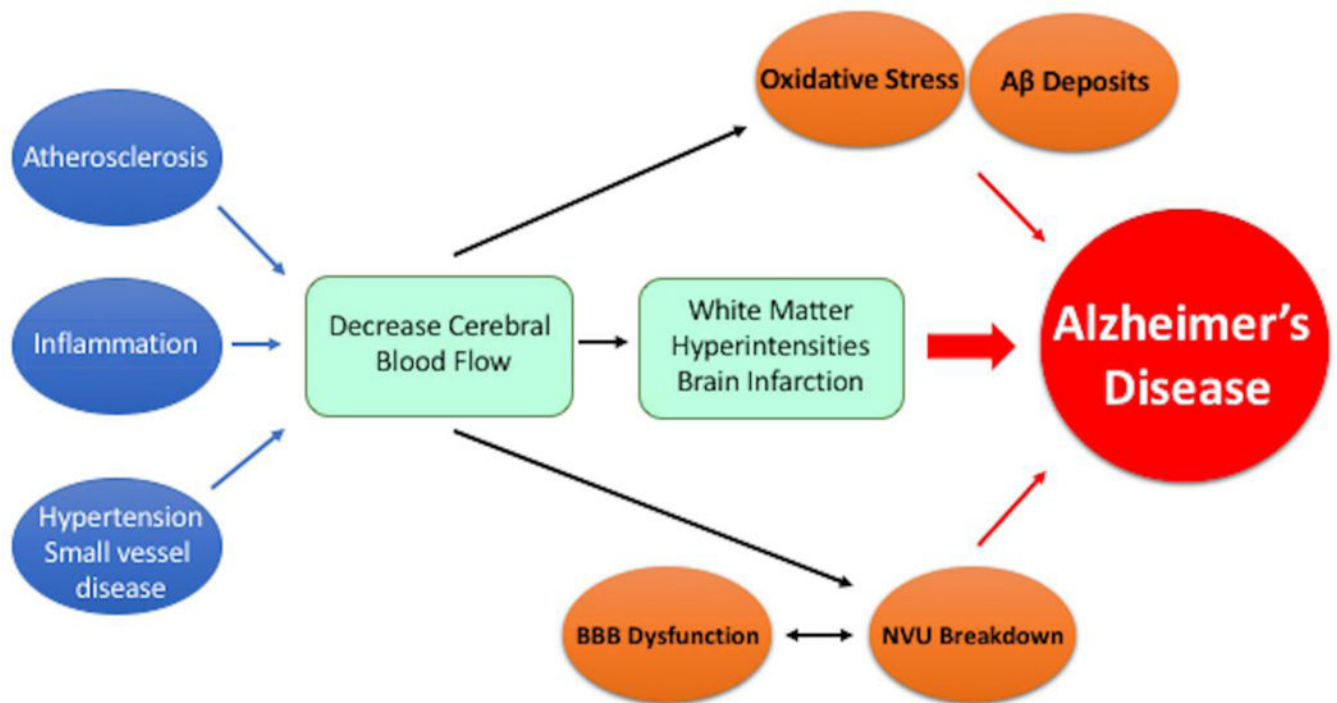 Oxidative Stress
Aβ Deposits
Atherosclerosis
Inflammation
Hypertension
Small vessel
disease
Decrease Cerebral
Blood Flow
White Matter
Hyperintensities
Brain Infarction
Alzheimer’s
Disease
BBB Dysfunction
NVU Breakdown